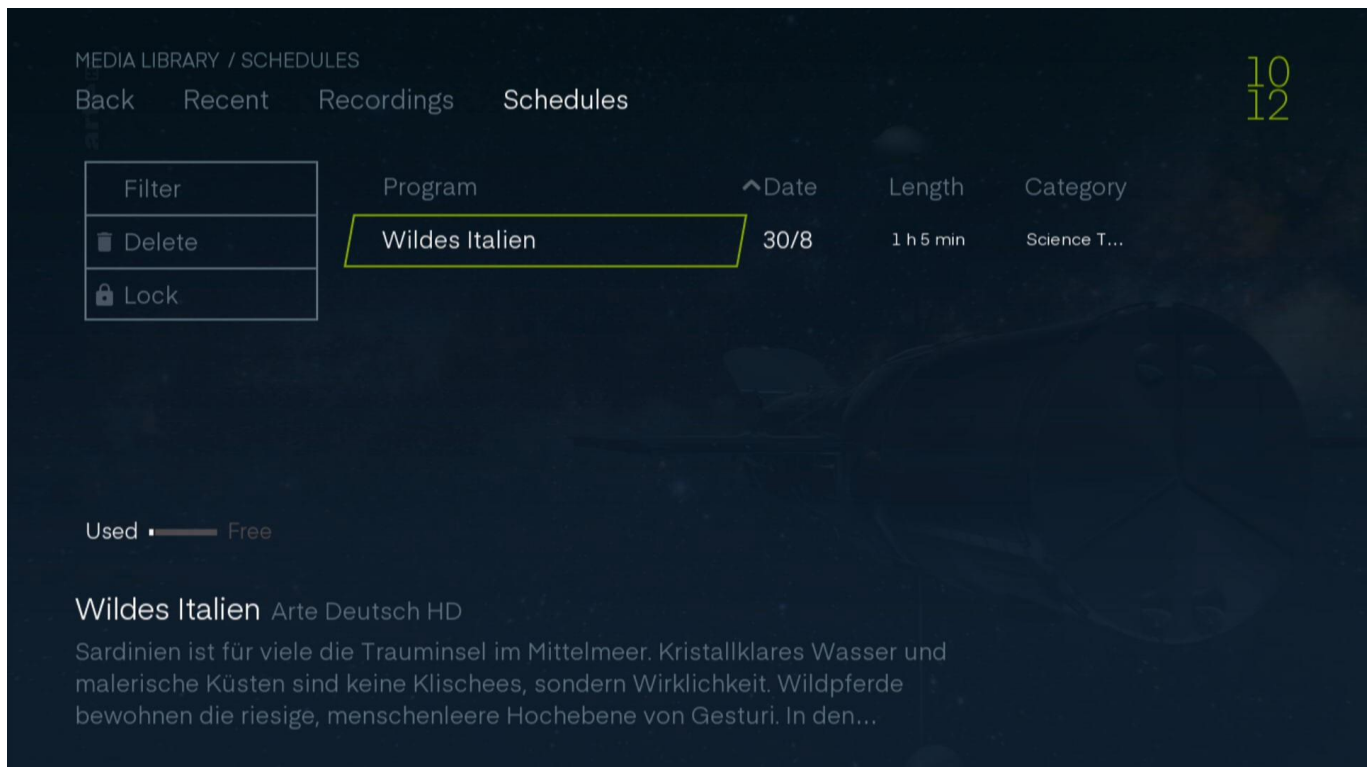 MEDIA LIBRARY / SCHEDULES
Back Recent Recordings Schedules
10
12
Filter
Delete
Lock
Program Date Length Category
Wildes Italien 30/8 1 h 5 min Science T...
Used Free
Wildes Italien Arte Deutsch HD
Sardinien ist für viele die Trauminsel im Mittelmeer. Kristallklares Wasser und
malerische Küsten sind keine Klischees, sondern Wirklichkeit. Wildpferde
bewohnen die riesige, menschenleere Hochebene von Gesturi. In den...